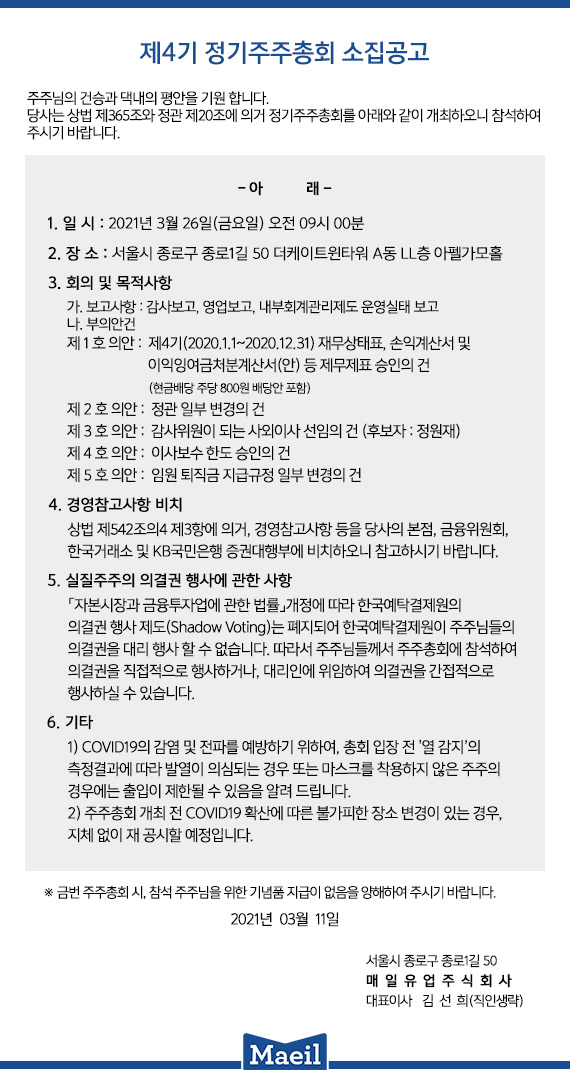 제4기 정기주주총회 소집공고
주주님의 건승과 댁내의 평안을 기원 합니다.
당사는 상법 제365조와 정관 제20조에 의거 정기주주총회를 아래와 같이 개최하오니 참석하여
주시기 바랍니다.
– 아 래 –
1. 일 시 : 2021년 3월 26일(금요일) 오전 09시 00분
2. 장 소 : 서울시 종로구 종로1길 50 더케이트윈타워 A동 LL층 아펠가모홀
3. 회의 및 목적사항
가. 보고사항 : 감사보고, 영업보고, 내부회계관리제도 운영실태 보고
나. 부의안건
제 1 호 의안 : 제4기(2020.1.1~2020.12.31) 재무상태표, 손익계산서 및
이익잉여금처분계산서(안) 등 제무제표 승인의 건
(현금배당 주당 800원 배당안 포함)
제 2 호 의안 : 정관 일부 변경의 건
제 3 호 의안 : 감사위원이 되는 사외이사 선임의 건 (후보자 : 정원재)
제 4 호 의안 : 이사보수 한도 승인의 건
제 5 호 의안 : 임원 퇴직금 지급규정 일부 변경의 건
4. 경영참고사항 비치
상법 제542조의4 제3항에 의거, 경영참고사항 등을 당사의 본점, 금융위원회,
한국거래소 및 KB국민은행 증권대행부에 비치하오니 참고하시기 바랍니다.
5. 실질주주의 의결권 행사에 관한 사항
「자본시장과 금융투자업에 관한 법률」개정에 따라 한국예탁결제원의
의결권 행사 제도(Shadow Voting)는 폐지되어 한국예탁결제원이 주주님들의
의결권을 대리 행사 할 수 없습니다. 따라서 주주님들께서 주주총회에 참석하여
의결권을 직접적으로 행사하거나, 대리인에 위임하여 의결권을 간접적으로
행사하실 수 있습니다.
6. 기타
1) COVID19의 감염 및 전파를 예방하기 위하여, 총회 입장 전 '열 감지'의
측정결과에 따라 발열이 의심되는 경우 또는 마스크를 착용하지 않은 주주의
경우에는 출입이 제한될 수 있음을 알려 드립니다.
2) 주주총회 개최 전 COVID19 확산에 따른 불가피한 장소 변경이 있는 경우,
지체 없이 재 공시할 예정입니다.
※ 금번 주주총회 시, 참석 주주님을 위한 기념품 지급이 없음을 양해하여 주시기 바랍니다.
2021년 03월 11일
서울시 종로구 종로1길 50
매 일 유 업 주 식 회 사
대표이사 김 선 희(직인생략)
Maeil